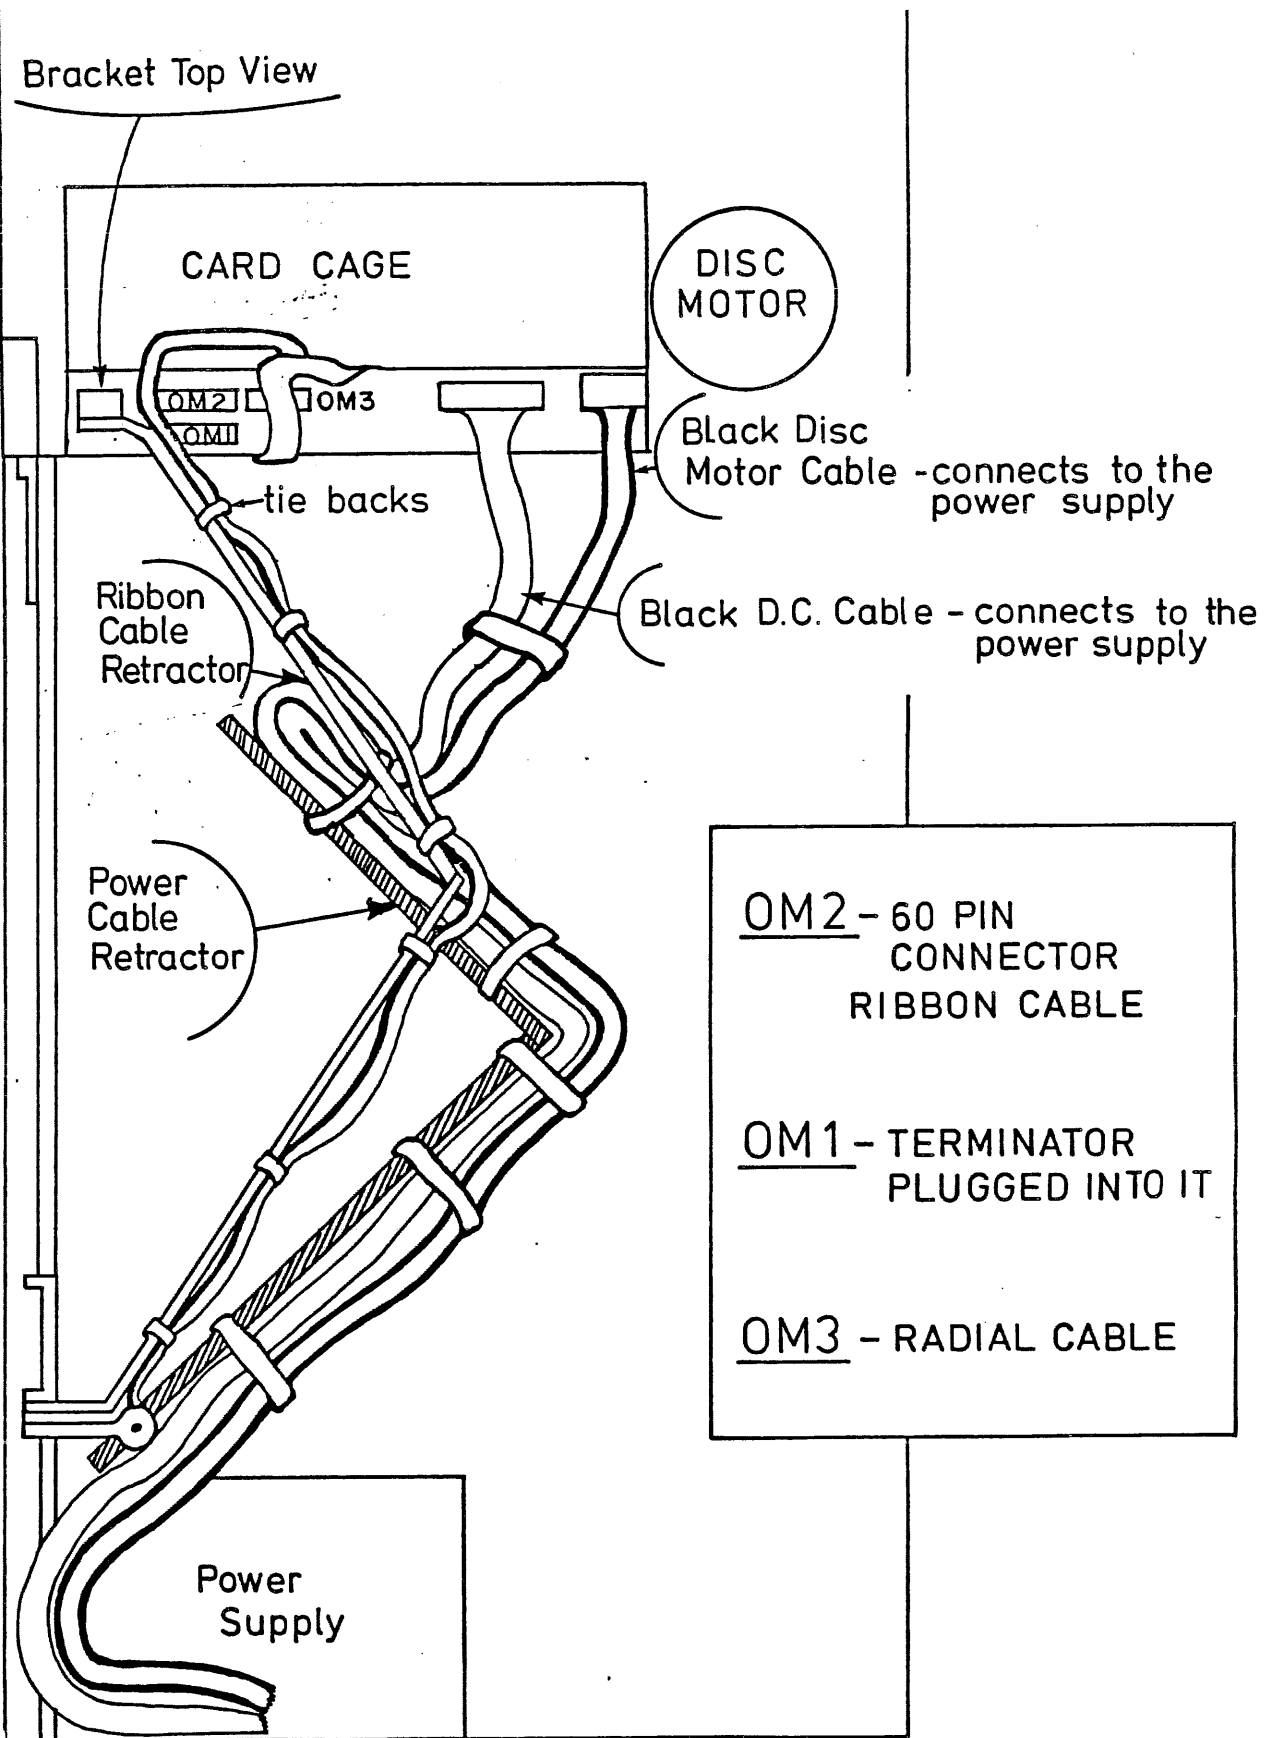 Bracket Top View
CARD CAGE
DISC
MOTOR
OM2
OM3
OM1
Black Disc
Motor Cable - connects to the
power supply
tie backs
Ribbon
Cable
Retractor
Black D.C. Cable - connects to the
power supply
Power
Cable
Retractor
OM2 - 60 PIN
CONNECTOR
RIBBON CABLE
OM1 - TERMINATOR
PLUGGED INTO IT
OM3 - RADIAL CABLE
Power
Supply